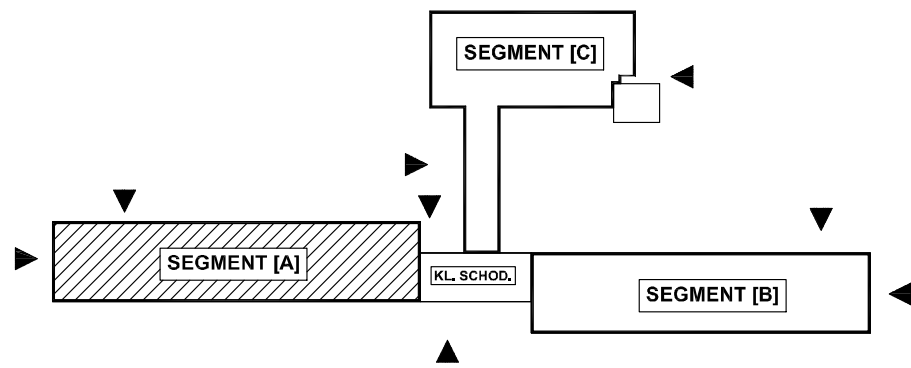 SEGMENT [C]
SEGMENT [A]
KL. SCHOD.
SEGMENT [B]